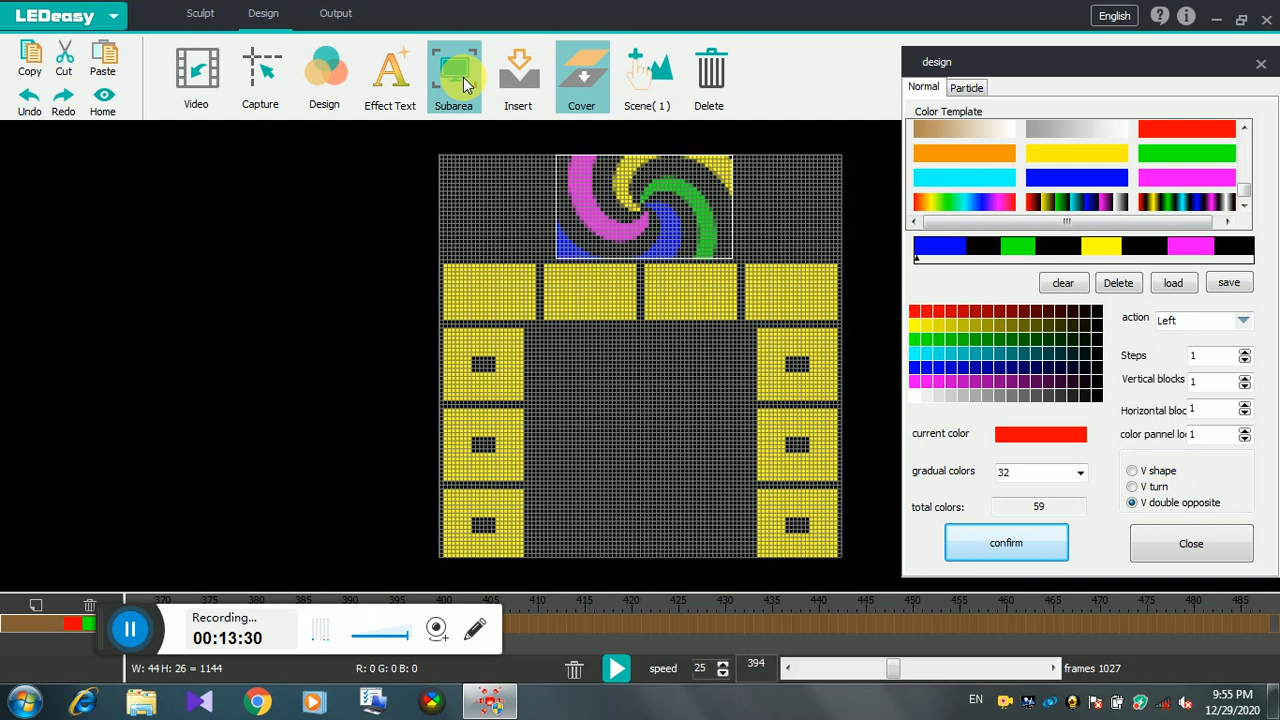 LEDeasy
Sculpt
Design
Output
English
Copy
Cut
Paste
Undo
Redo
Home
Video
Capture
Design
Effect Text
Subarea
Insert
Cover
Scene( 1 )
Delete
design
Normal
Particle
Color Template
clear
Delete
load
save
action
Left
Steps
1
Vertical blocks
1
Horizontal bloc
1
color pannel loc
1
current color
gradual colors
32
total colors:
59
V shape
V turn
V double opposite
confirm
Close
370 375 380 385 390 395 400 405 410 415 420 425 430 435 440 445 450 455 460 465 470 475 480 485
Recording...
00:13:30
W: 44 H: 26 = 1144
R: 0 G: 0 B: 0
speed
25
394
frames 1027
EN
9:55 PM
12/29/2020